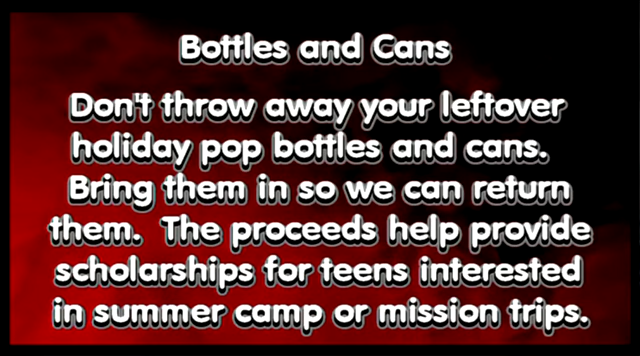 Bottles and Cans
Don't throw away your leftover
holiday pop bottles and cans.
Bring them in so we can return
them.  The proceeds help provide
scholarships for teens interested
in summer camp or mission trips.